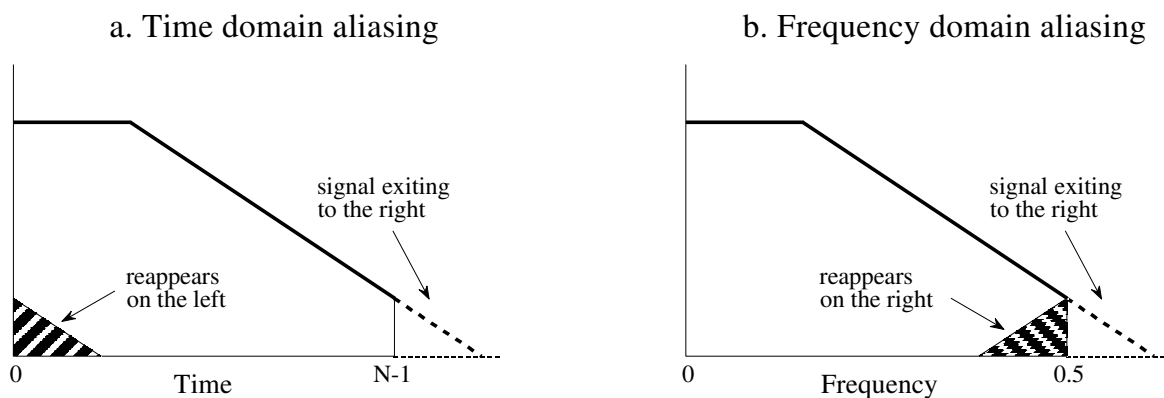 a. Time domain aliasing
signal exiting
to the right
reappears
on the left
0
Time
N-1
b. Frequency domain aliasing
signal exiting
to the right
reappears
on the right
0
Frequency
0.5